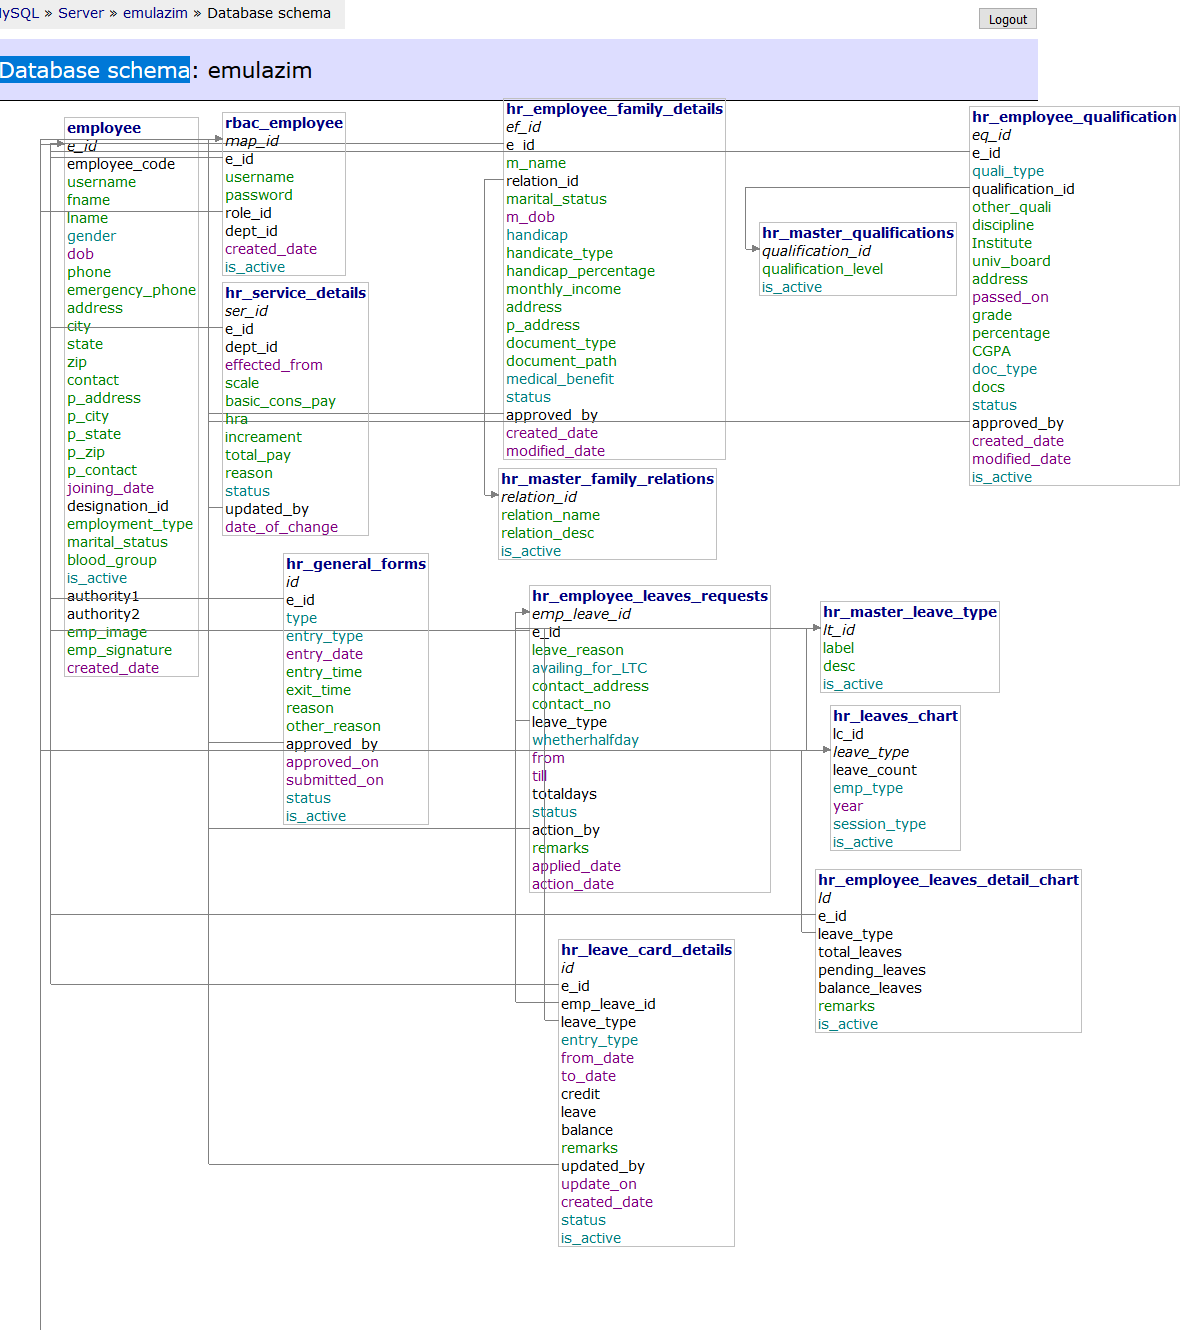 MySQL » Server » emulazim » Database schema
Logout
Database schema: emulazim
employee
e_id
employee_code
username
fname
lname
gender
dob
phone
emergency_phone
address
city
state
zip
contact
p_address
p_city
p_state
p_zip
p_contact
joining_date
designation_id
employment_type
marital_status
blood_group
is_active
authority1
authority2
emp_image
emp_signature
created_date
rbac_employee
map_id
e_id
username
password
role_id
dept_id
created_date
is_active
hr_service_details
ser_id
e_id
dept_id
effected_from
scale
basic_cons_pay
hra
increament
total_pay
reason
status
updated_by
date_of_change
hr_general_forms
id
e_id
type
entry_type
entry_date
entry_time
exit_time
reason
other_reason
approved_by
approved_on
submitted_on
status
is_active
hr_employee_family_details
ef_id
e_id
m_name
relation_id
marital_status
m_dob
handicap
handicate_type
handicap_percentage
monthly_income
address
p_address
document_type
document_path
medical_benefit
status
approved_by
created_date
modified_date
hr_master_family_relations
relation_id
relation_name
relation_desc
is_active
hr_employee_leaves_requests
emp_leave_id
e_id
leave_reason
availing_for_LTC
contact_address
contact_no
leave_type
whetherhalfday
from
till
totaldays
status
action_by
remarks
applied_date
action_date
hr_leave_card_details
id
e_id
emp_leave_id
leave_type
entry_type
from_date
to_date
credit
leave
balance
remarks
updated_by
update_on
created_date
status
is_active
hr_master_qualifications
qualification_id
qualification_level
is_active
hr_employee_qualification
eq_id
e_id
quali_type
qualification_id
other_quali
discipline
Institute
univ_board
address
passed_on
grade
percentage
CGPA
doc_type
docs
status
approved_by
created_date
modified_date
is_active
hr_master_leave_type
lt_id
label
desc
is_active
hr_leaves_chart
lc_id
leave_type
leave_count
emp_type
year
session_type
is_active
hr_employee_leaves_detail_chart
ld
e_id
leave_type
total_leaves
pending_leaves
balance_leaves
remarks
is_active